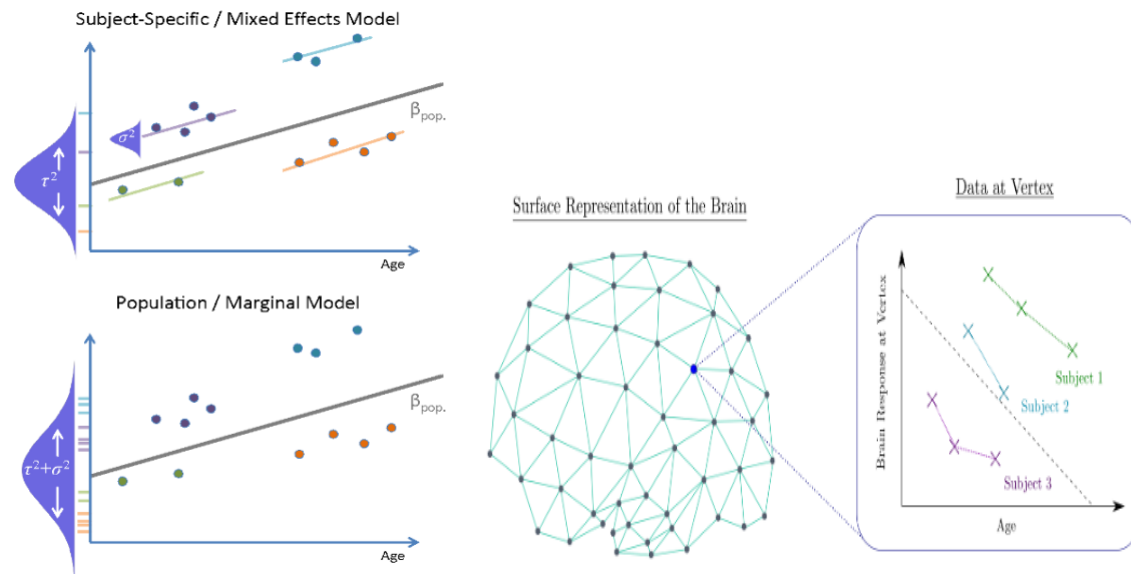 Subject-Specific / Mixed Effects Model
β_pop.
σ²
τ²
Age
Population / Marginal Model
β_pop.
τ²+σ²
Age
Surface Representation of the Brain
Data at Vertex
Brain Response at Vertex
Subject 1
Subject 2
Subject 3
Age